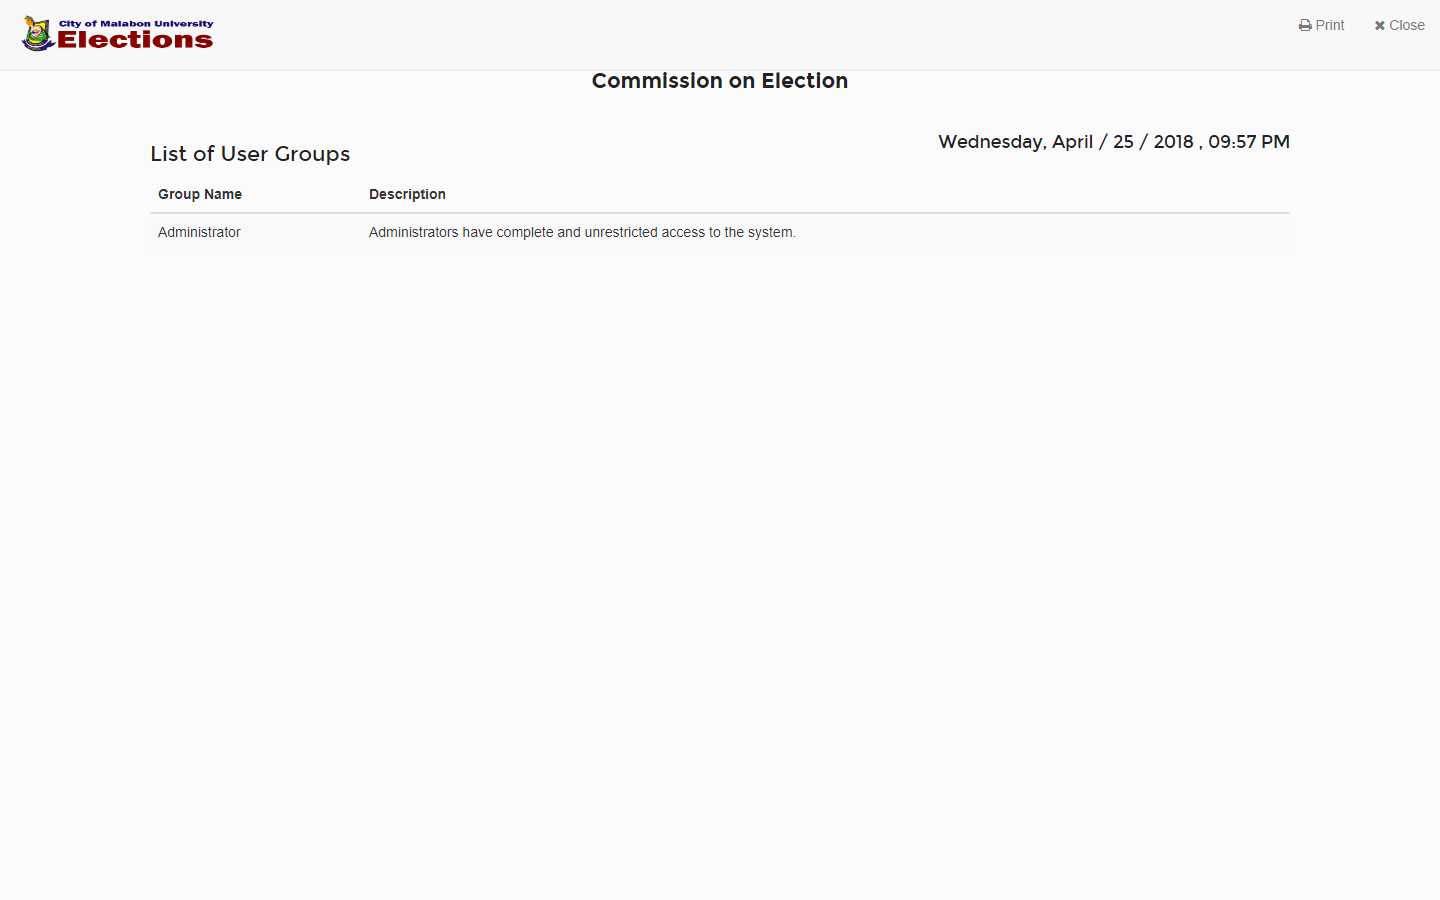 City of Malabon University
Elections
Print
Close
Commission on Election
Wednesday, April / 25 / 2018 , 09:57 PM
List of User Groups
Group Name Description
Administrator Administrators have complete and unrestricted access to the system.